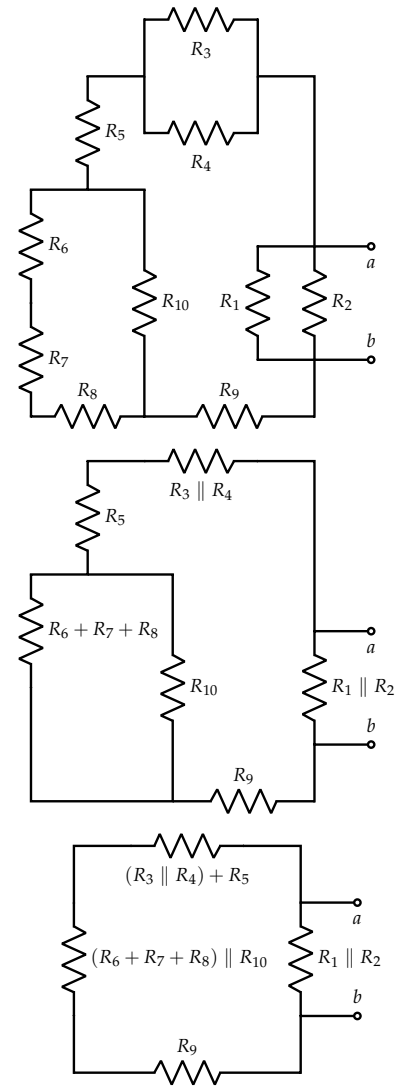 R₃
R₄
R₅
R₆
R₇
R₈
R₁₀
R₁
R₂
a
b
R₉
R₃ ∥ R₄
R₅
R₆ + R₇ + R₈
R₁₀
a
R₁ ∥ R₂
b
R₉
(R₃ ∥ R₄) + R₅
a
(R₆ + R₇ + R₈) ∥ R₁₀
R₁ ∥ R₂
b
R₉